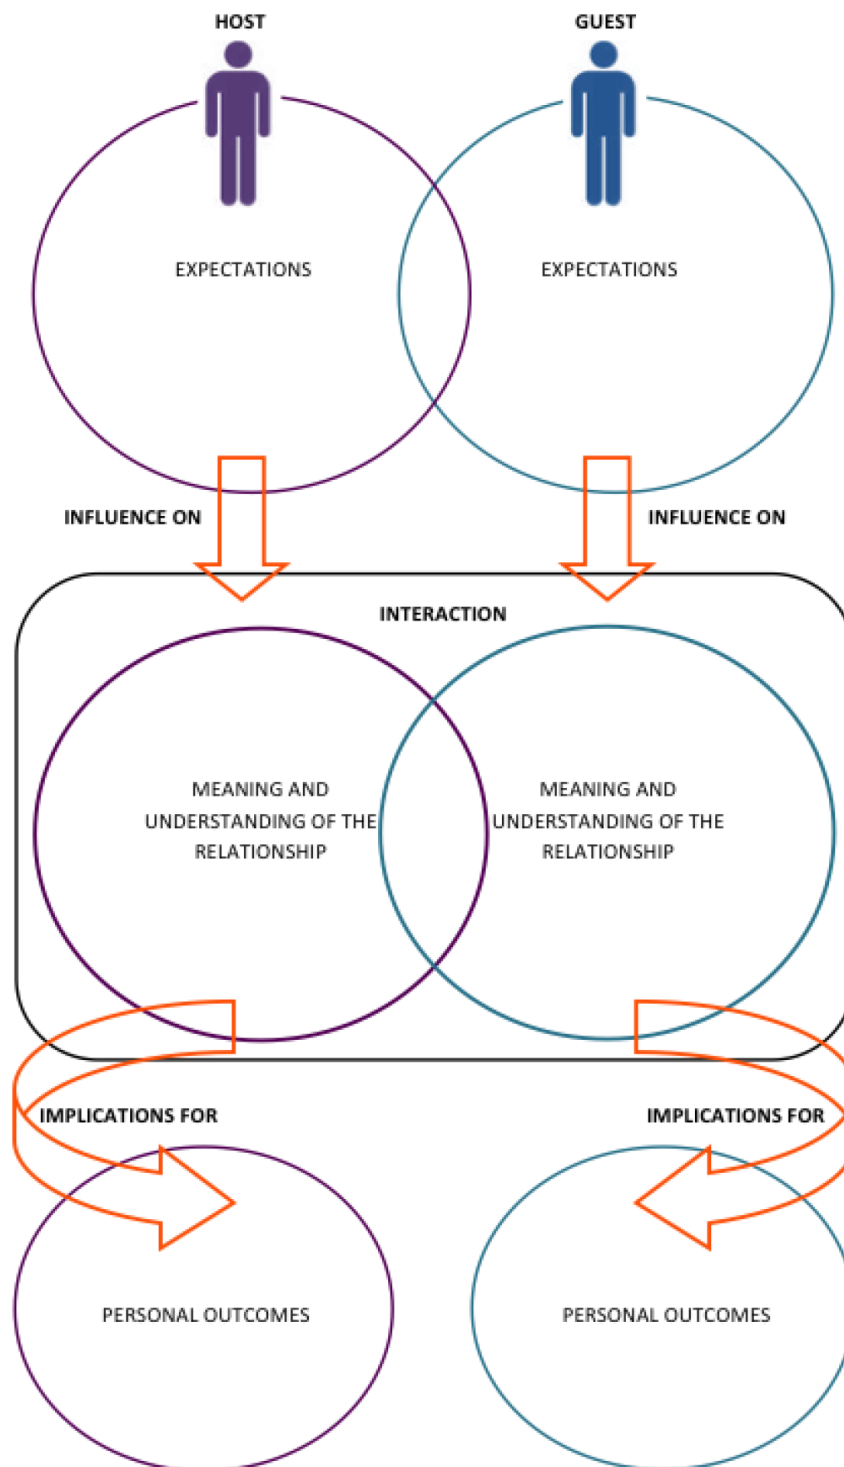 HOST
GUEST
EXPECTATIONS
EXPECTATIONS
INFLUENCE ON
INFLUENCE ON
INTERACTION
MEANING AND
UNDERSTANDING OF THE
RELATIONSHIP
MEANING AND
UNDERSTANDING OF THE
RELATIONSHIP
IMPLICATIONS FOR
IMPLICATIONS FOR
PERSONAL OUTCOMES
PERSONAL OUTCOMES